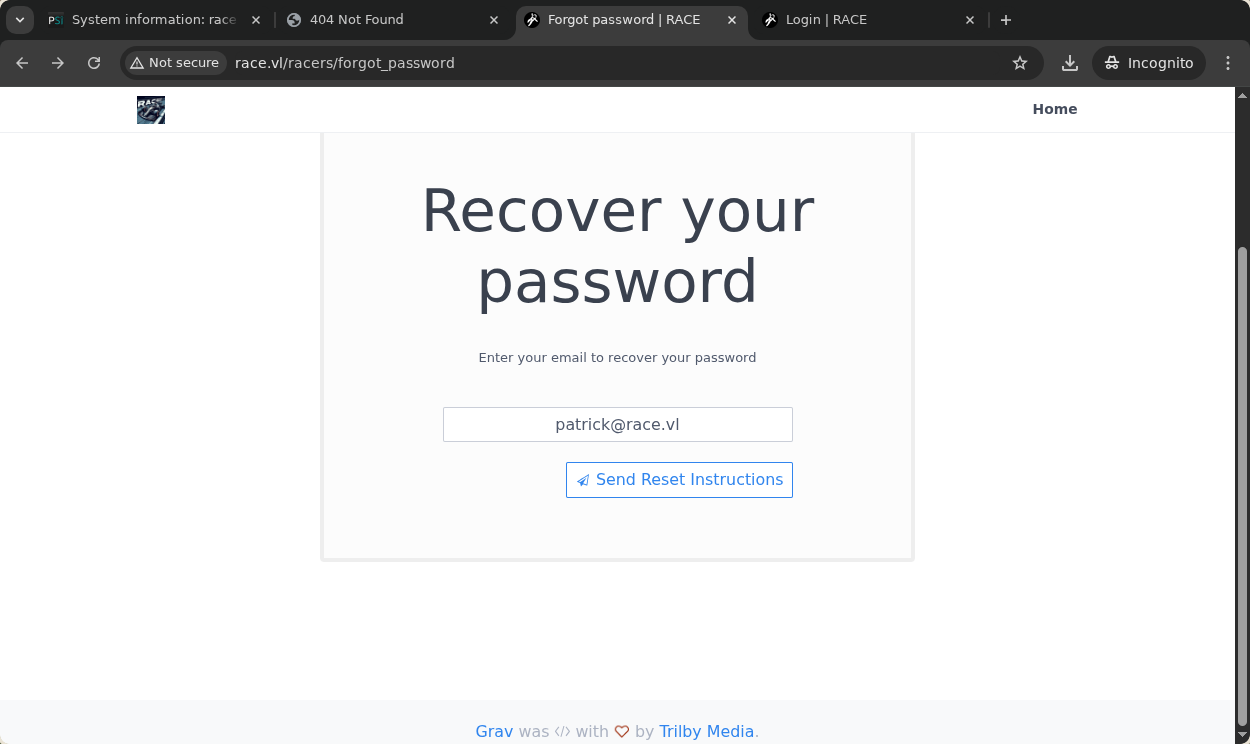 PSI System information: race
404 Not Found
Forgot password | RACE
Login | RACE
Not secure
race.vl/racers/forgot_password
Incognito
RACE
Home
Recover your
password
Enter your email to recover your password
patrick@race.vl
Send Reset Instructions
Grav was </> with by Trilby Media.